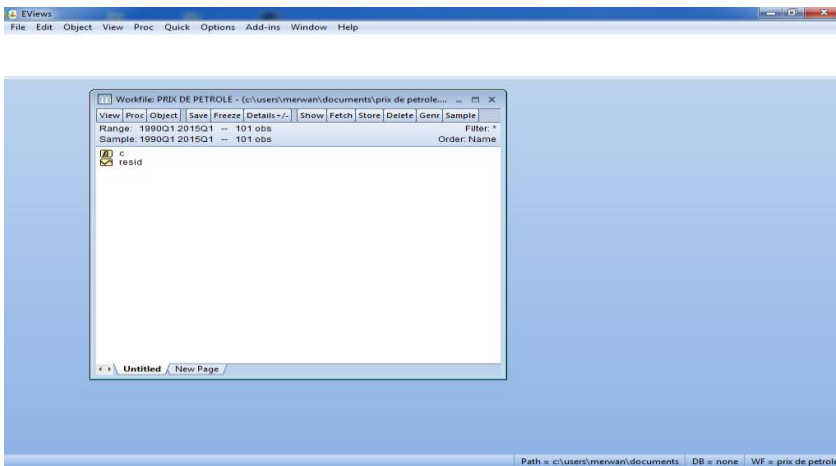 EViews
File Edit Object View Proc Quick Options Add-ins Window Help
Workfile: PRIX DE PETROLE - (c:\users\merwan\documents\prix de petrole....
View Proc Object Save Freeze Details+/- Show Fetch Store Delete Genr Sample
Range: 1990Q1 2015Q1 -- 101 obs Filter: *
Sample: 1990Q1 2015Q1 -- 101 obs Order: Name
c
resid
Untitled New Page
Path = c:\users\merwan\documents DB = none WF = prix de petrole